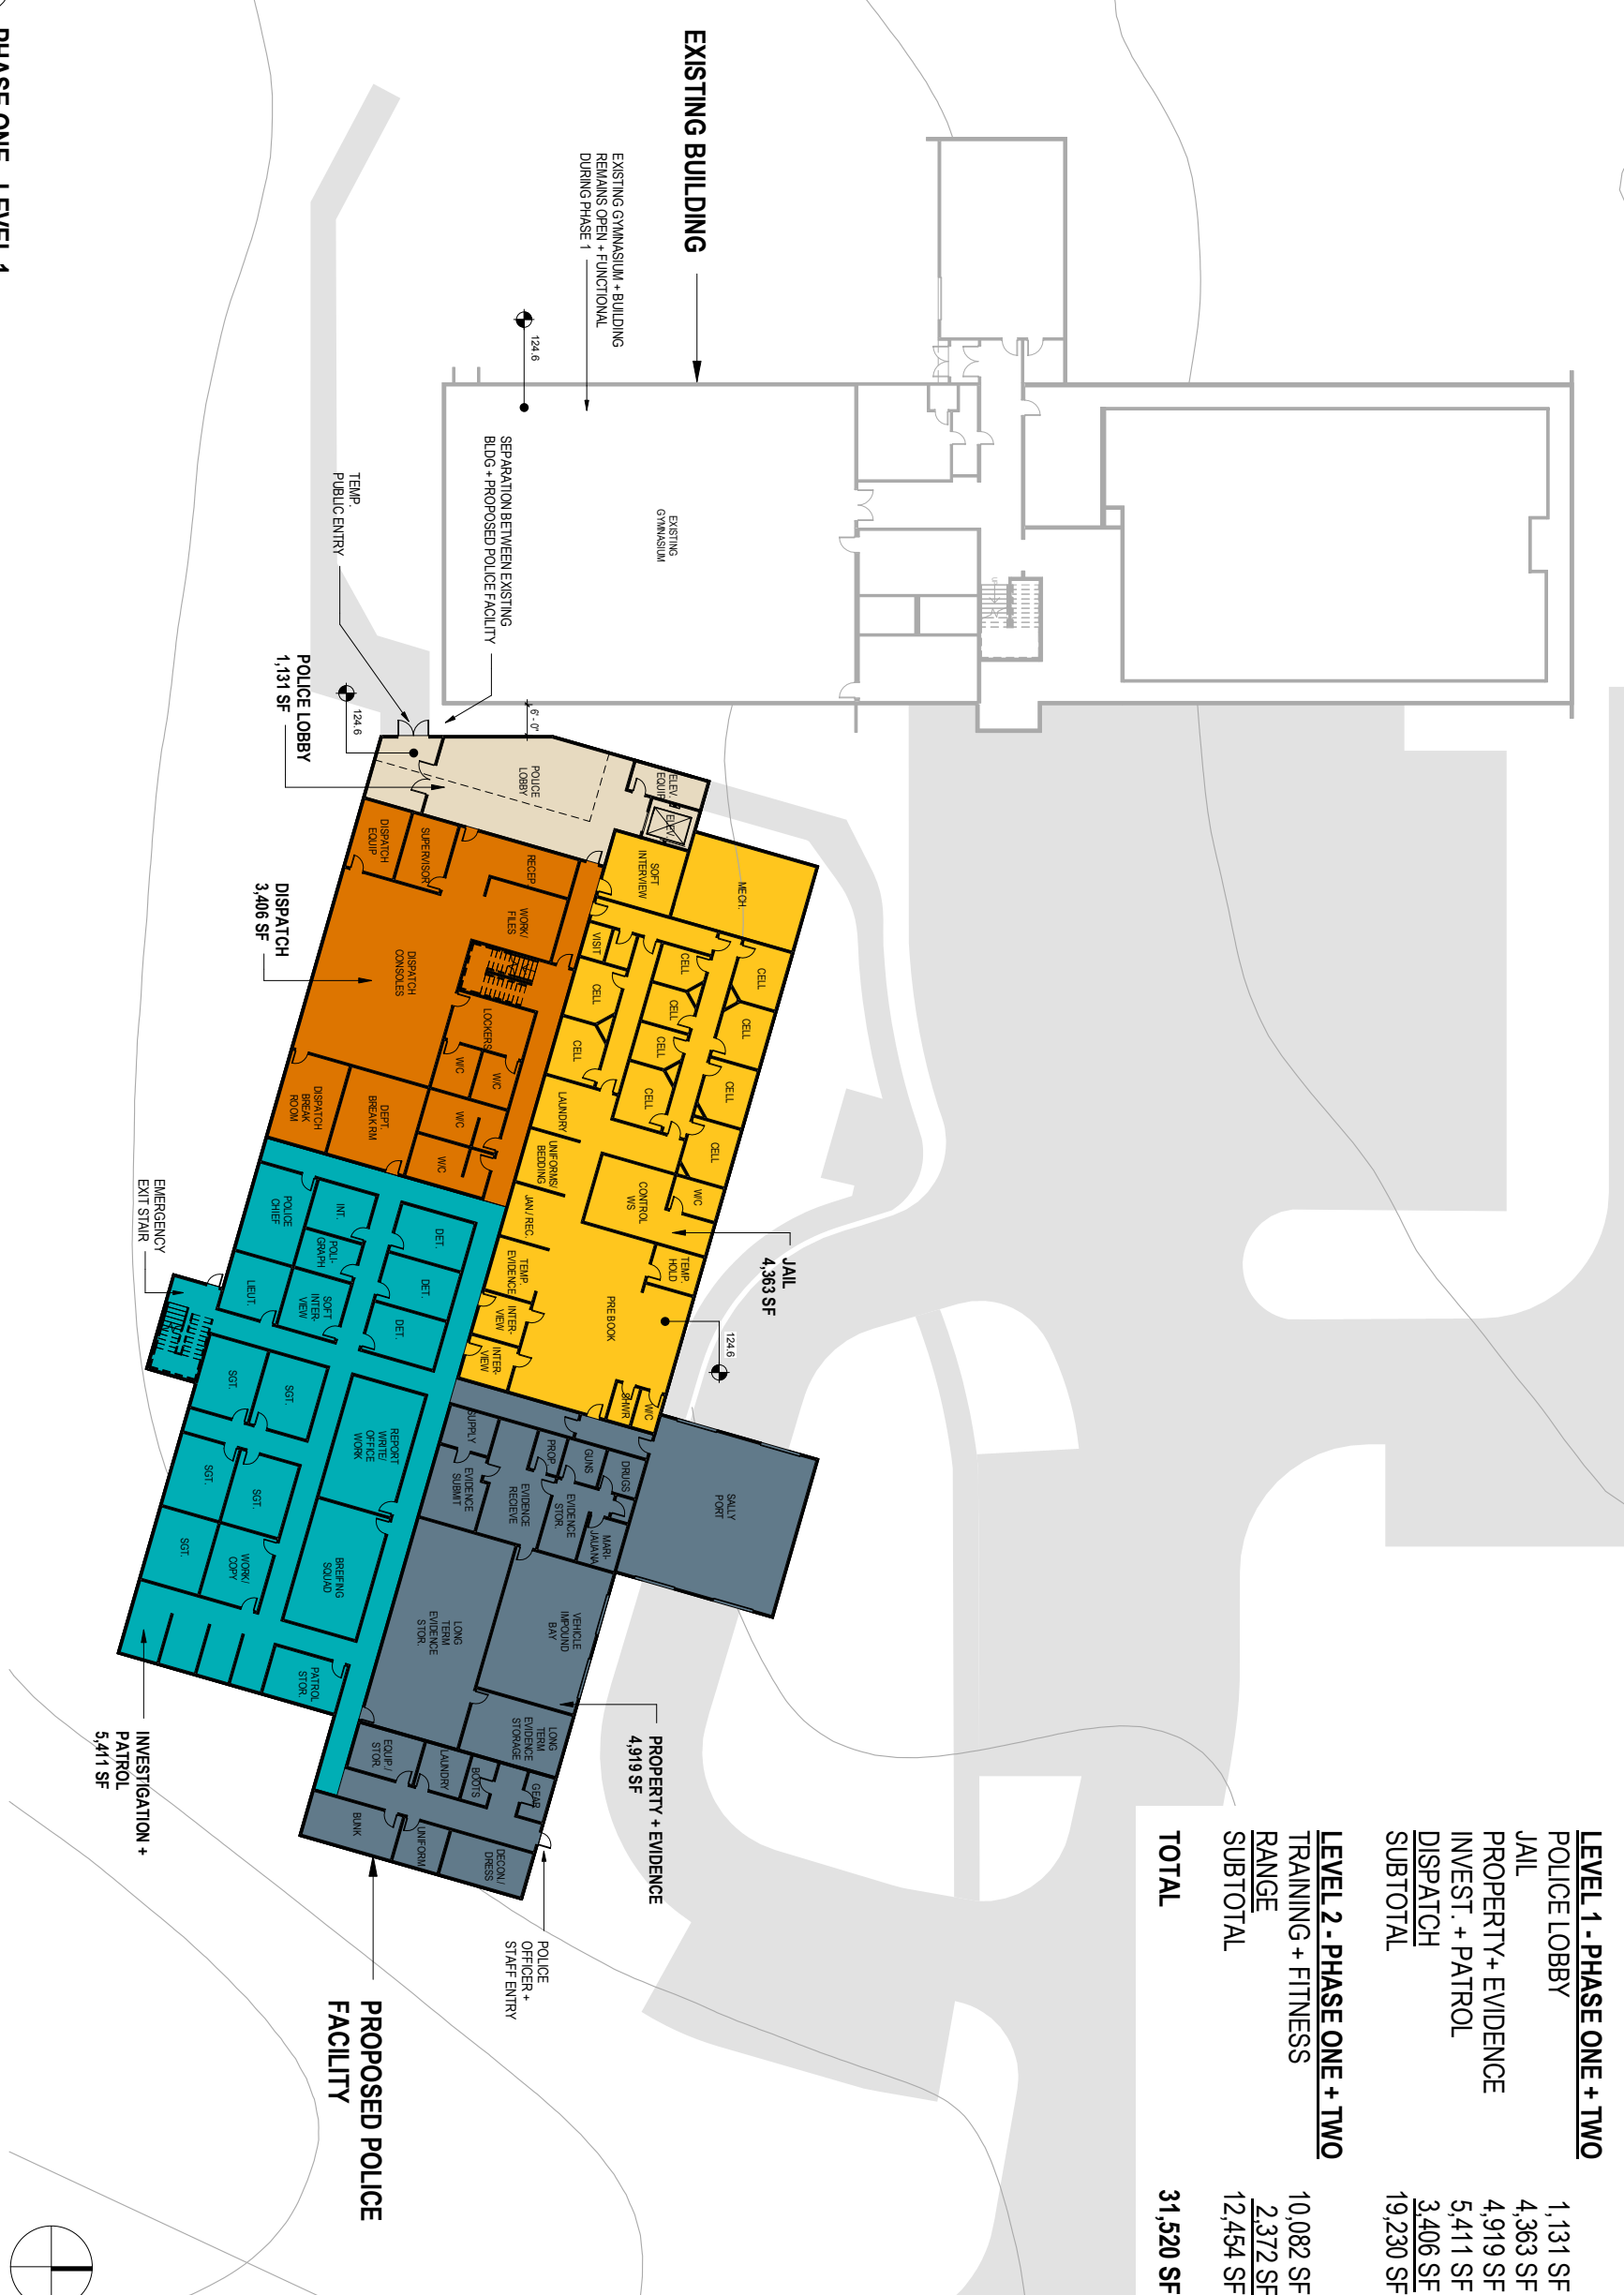 EXISTING BUILDING
EXISTING GYMNASIUM + BUILDING
REMAINS OPEN + FUNCTIONAL
DURING PHASE 1
124.6
SEPARATION BETWEEN EXISTING
BLDG + PROPOSED POLICE FACILITY
TEMP.
PUBLIC ENTRY
EXISTING
GYMNASIUM
6' - 0"
POLICE LOBBY
1,131 SF
124.6
POLICE
LOBBY
ELEV.
EQUIP
ELEV.
DISPATCH
3,406 SF
DISPATCH
EQUIP
SUPERVISOR
RECEP.
WORK/
FILES
DISPATCH
CONSOLES
LOCKERS
W/C
W/C
W/C
W/C
DISPATCH
BREAK
ROOM
DEPT.
BREAKRM
SOFT
INTERVIEW
MECH.
VISIT
CELL
CELL
CELL
CELL
CELL
CELL
CELL
CELL
CELL
CELL
LAUNDRY
UNIFORMS/
BEDDING
CONTROL
WS
W/C
JAN / REC.
TEMP.
EVIDENCE
TEMP.
HOLD
INTER-
VIEW
INTER-
VIEW
PREBOOK
SHWR
W/C
JAIL
4,363 SF
124.6
EMERGENCY
EXIT STAIR
POLICE
CHIEF
INT.
POLI-
GRAPH
LIEUT.
SOFT
INTER-
VIEW
DET.
DET.
DET.
SGT.
SGT.
SGT.
SGT.
SGT.
REPORT
WRITE/
OFFICE
WORK
BREIFING
SQUAD
WORK/
COPY
PATROL
STOR.
INVESTIGATION +
PATROL
5,411 SF
SUPPLY
EVIDENCE
SUBMIT
PROP
GUNS
DRUGS
EVIDENCE
RECIEVE
EVIDENCE
STOR.
MARI-
JAUANA
SALLY
PORT
VEHICLE
IMPOUND
BAY
LONG
TERM
EVIDENCE
STOR.
LONG
TERM
EVIDENCE
STORAGE
EQUIP./
STOR.
LAUNDRY
BOOTS
GEAR
BUNK
UNIFORM
DECON./
DRESS
PROPERTY + EVIDENCE
4,919 SF
POLICE
OFFICER +
STAFF ENTRY
PROPOSED POLICE
FACILITY
LEVEL 1 - PHASE ONE + TWO
POLICE LOBBY 1,131 SF
JAIL 4,363 SF
PROPERTY+ EVIDENCE 4,919 SF
INVEST. + PATROL 5,411 SF
DISPATCH 3,406 SF
SUBTOTAL 19,230 SF
LEVEL 2 - PHASE ONE + TWO
TRAINING + FITNESS 10,082 SF
RANGE 2,372 SF
SUBTOTAL 12,454 SF
TOTAL 31,520 SF
PHASE ONE - LEVEL 1